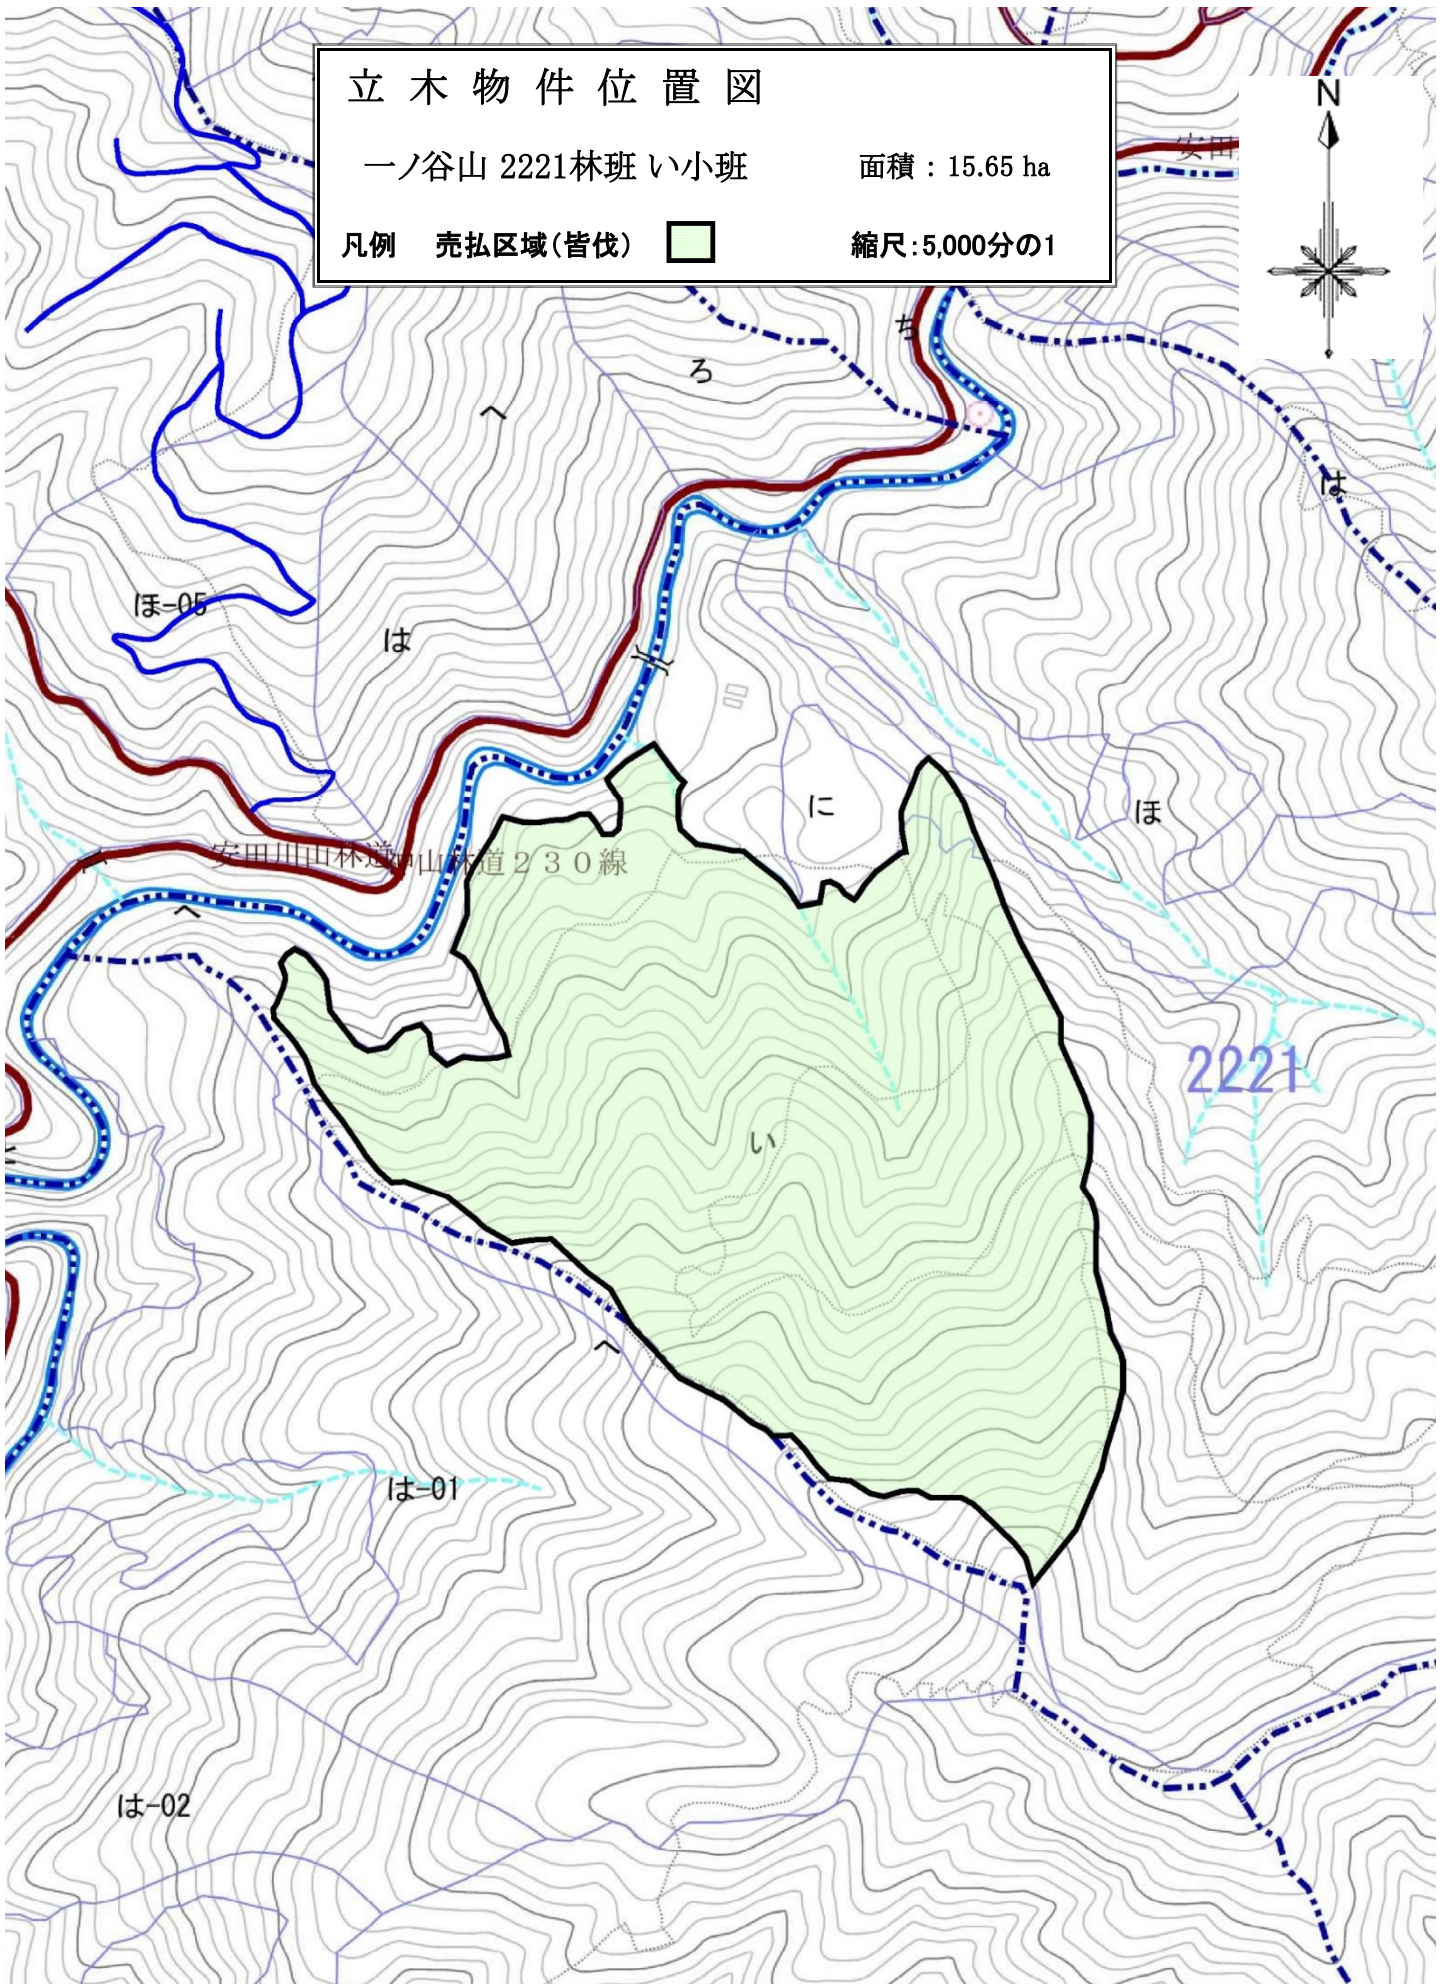 立木物件位置図
一ノ谷山 2221林班 い小班 面積：15.65 ha
凡例 売払区域（皆伐） 縮尺：5,000分の1
N
安田
ち
ろ
へ
は
ほ-05
は
に
ほ
安田川山林道
山林道２３０線
へ
2221
い
へ
は-01
は-02